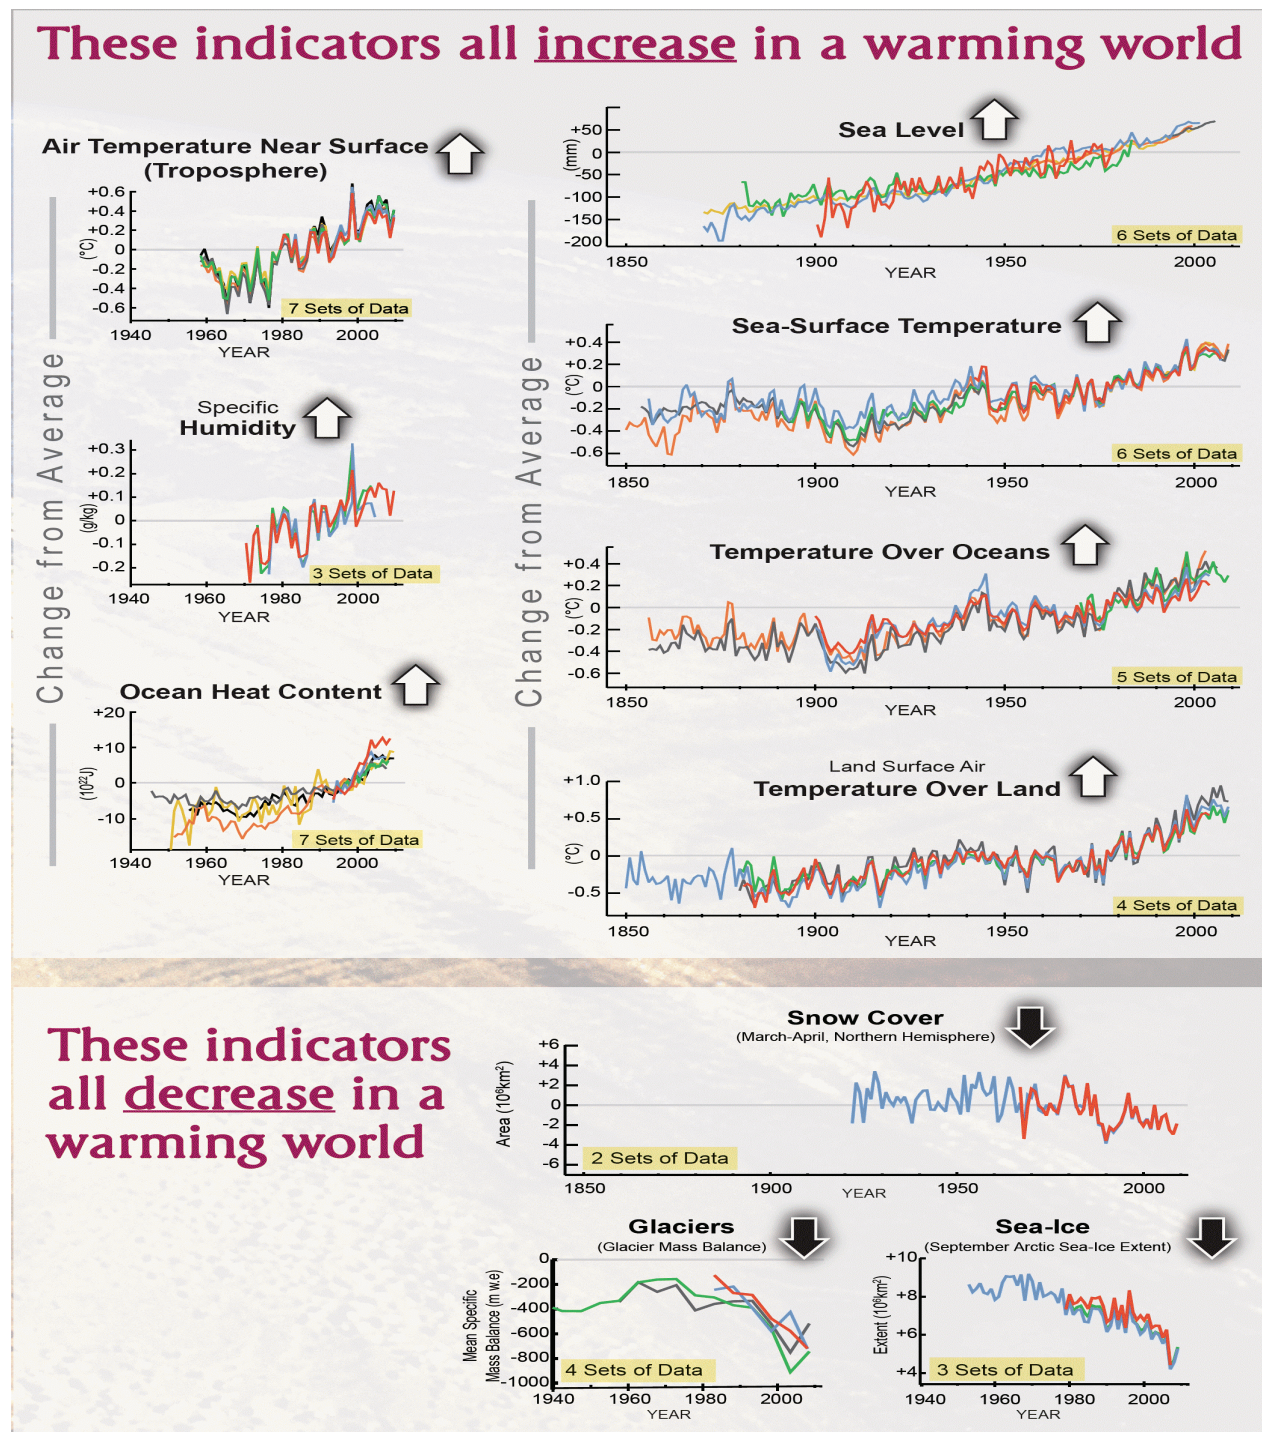 These indicators all increase in a warming world
Air Temperature Near Surface
(Troposphere)
+0.6
+0.4
+0.2
0
-0.2
-0.4
-0.6
(°C)
7 Sets of Data
1940 1960 1980 2000
YEAR
Specific
Humidity
+0.3
+0.2
+0.1
0
-0.1
-0.2
(g/kg)
3 Sets of Data
1940 1960 1980 2000
YEAR
Ocean Heat Content
+20
+10
0
-10
(10²²J)
7 Sets of Data
1940 1960 1980 2000
YEAR
Change from Average
Sea Level
+50
0
-50
-100
-150
-200
(mm)
6 Sets of Data
1850 1900 1950 2000
YEAR
Sea-Surface Temperature
+0.4
+0.2
0
-0.2
-0.4
-0.6
(°C)
6 Sets of Data
1850 1900 1950 2000
YEAR
Temperature Over Oceans
+0.4
+0.2
0
-0.2
-0.4
-0.6
(°C)
5 Sets of Data
1850 1900 1950 2000
YEAR
Land Surface Air
Temperature Over Land
+1.0
+0.5
0
-0.5
(°C)
4 Sets of Data
1850 1900 1950 2000
YEAR
Change from Average
These indicators
all decrease in a
warming world
Snow Cover
(March-April, Northern Hemisphere)
+6
+4
+2
0
-2
-4
-6
Area (10⁶km²)
2 Sets of Data
1850 1900 1950 2000
YEAR
Glaciers
(Glacier Mass Balance)
0
-200
-400
-600
-800
-1000
Mean Specific
Mass Balance (m w.e)
4 Sets of Data
1940 1960 1980 2000
YEAR
Sea-Ice
(September Arctic Sea-Ice Extent)
+10
+8
+6
+4
Extent (10⁶km²)
3 Sets of Data
1940 1960 1980 2000
YEAR